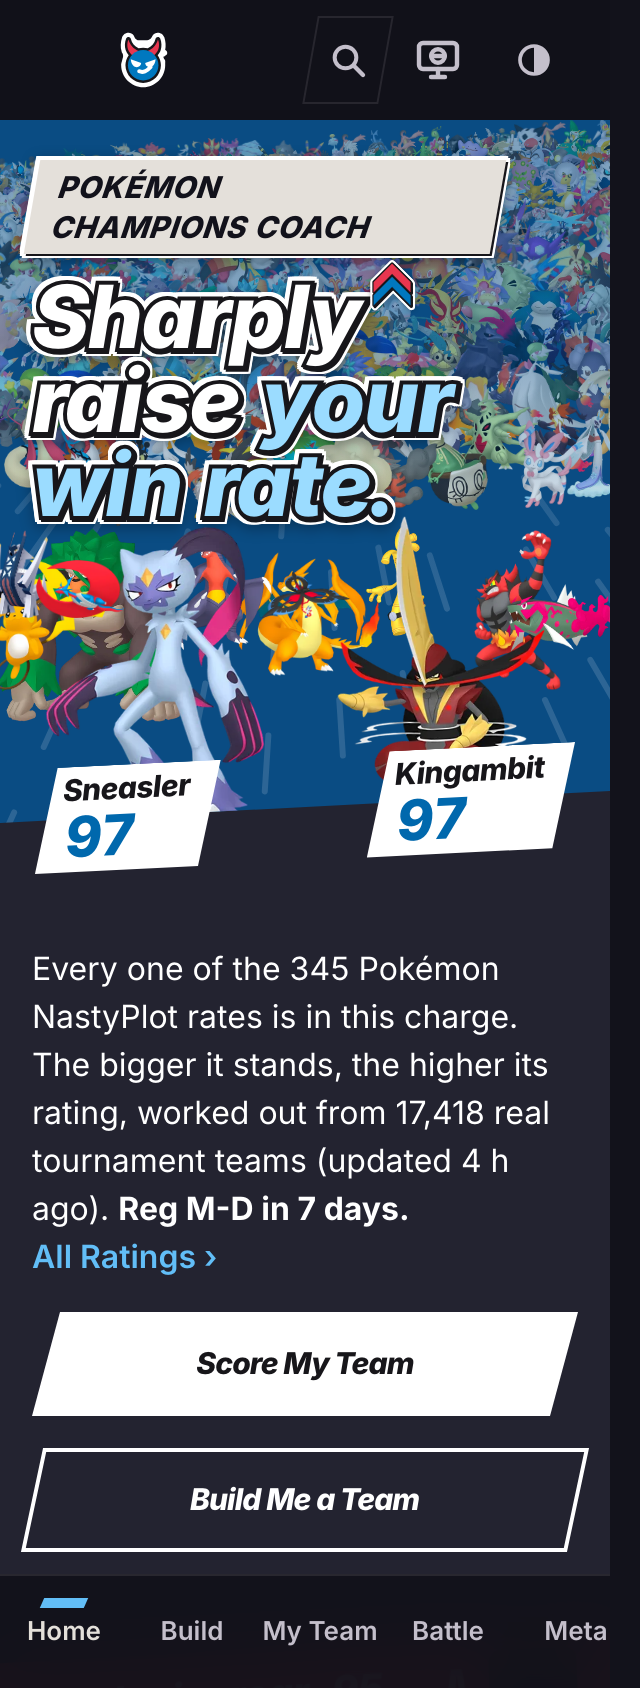 POKÉMON
CHAMPIONS COACH
Sharply
raise your
win rate.
Sneasler
97
Kingambit
97
Every one of the 345 Pokémon
NastyPlot rates is in this charge.
The bigger it stands, the higher its
rating, worked out from 17,418 real
tournament teams (updated 4 h
ago). Reg M-D in 7 days.
All Ratings ›
Score My Team
Build Me a Team
Home
Build
My Team
Battle
Meta